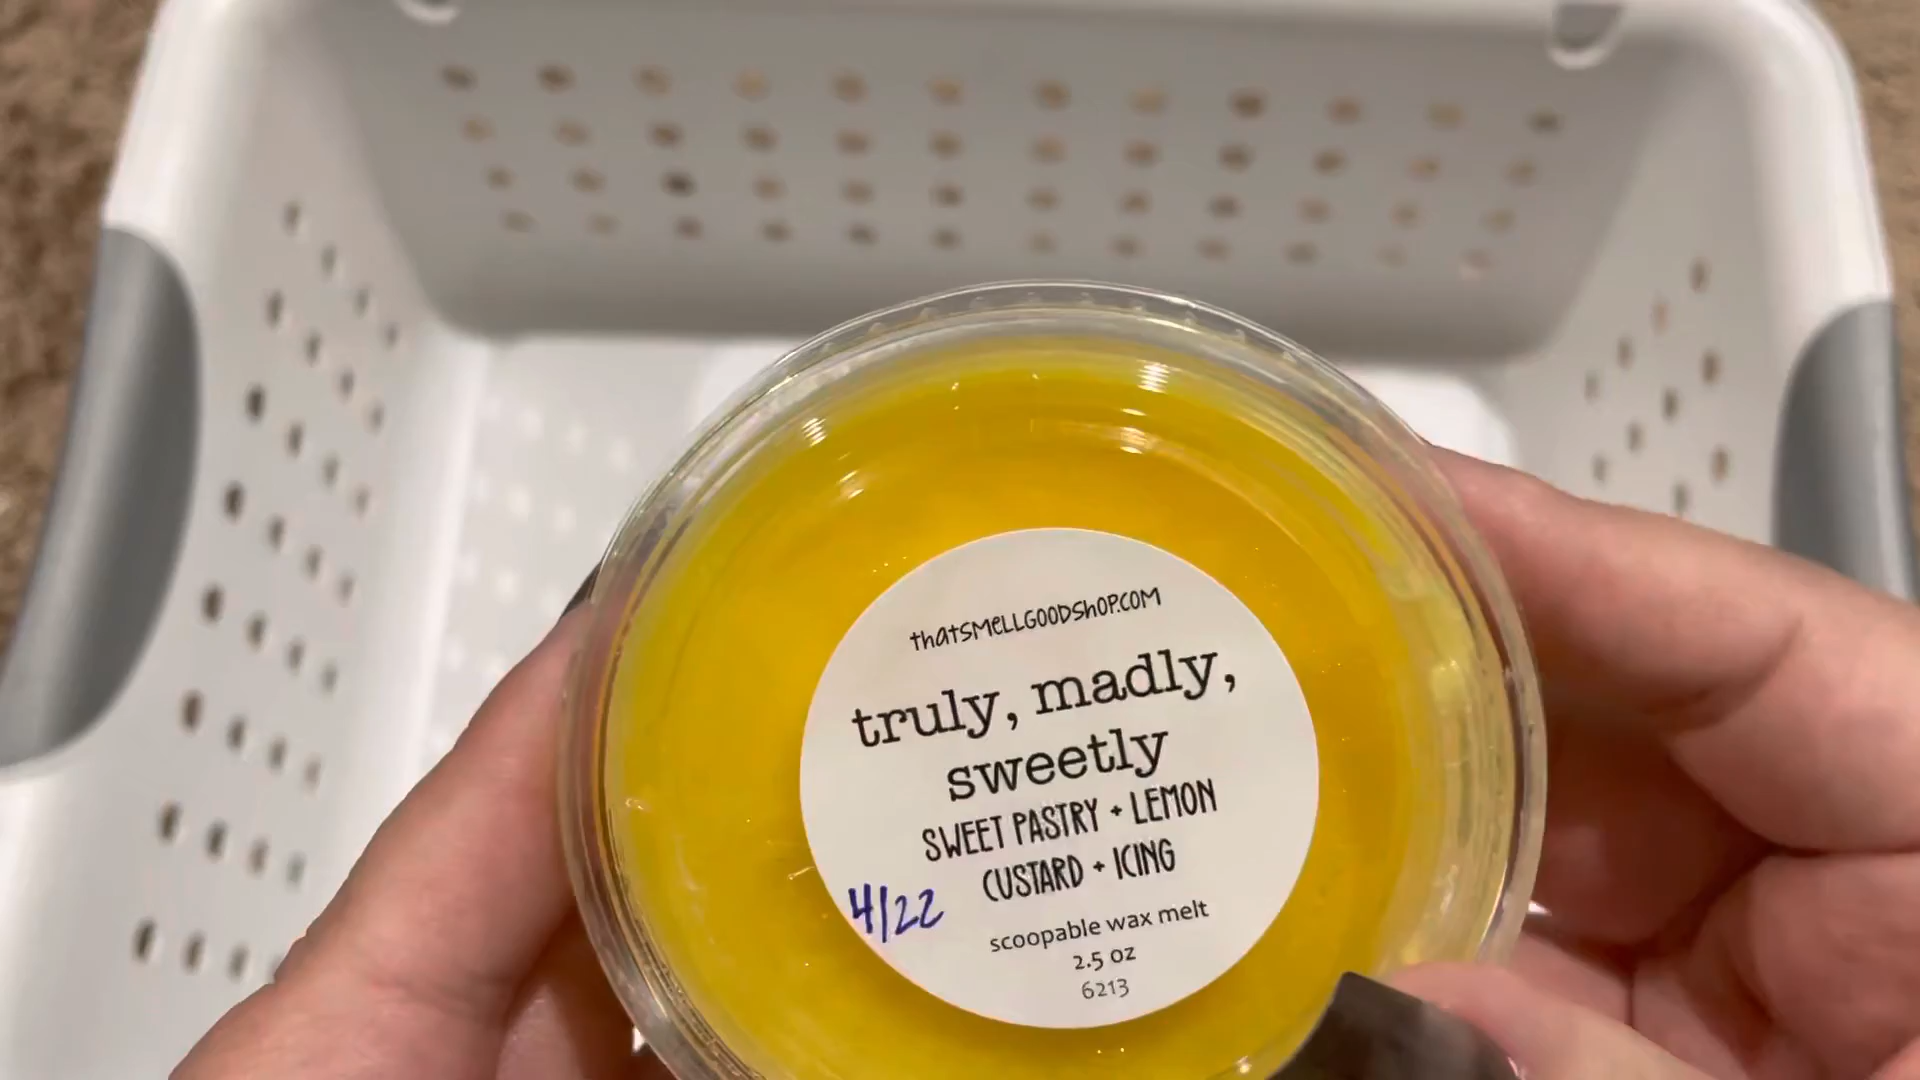 thatSMeLLGOODShOP.COM
truly, madly,
sweetly
SWEET PASTRY + LEMON
CUSTARD + ICING
4/22
scoopable wax melt
2.5 oz
6213